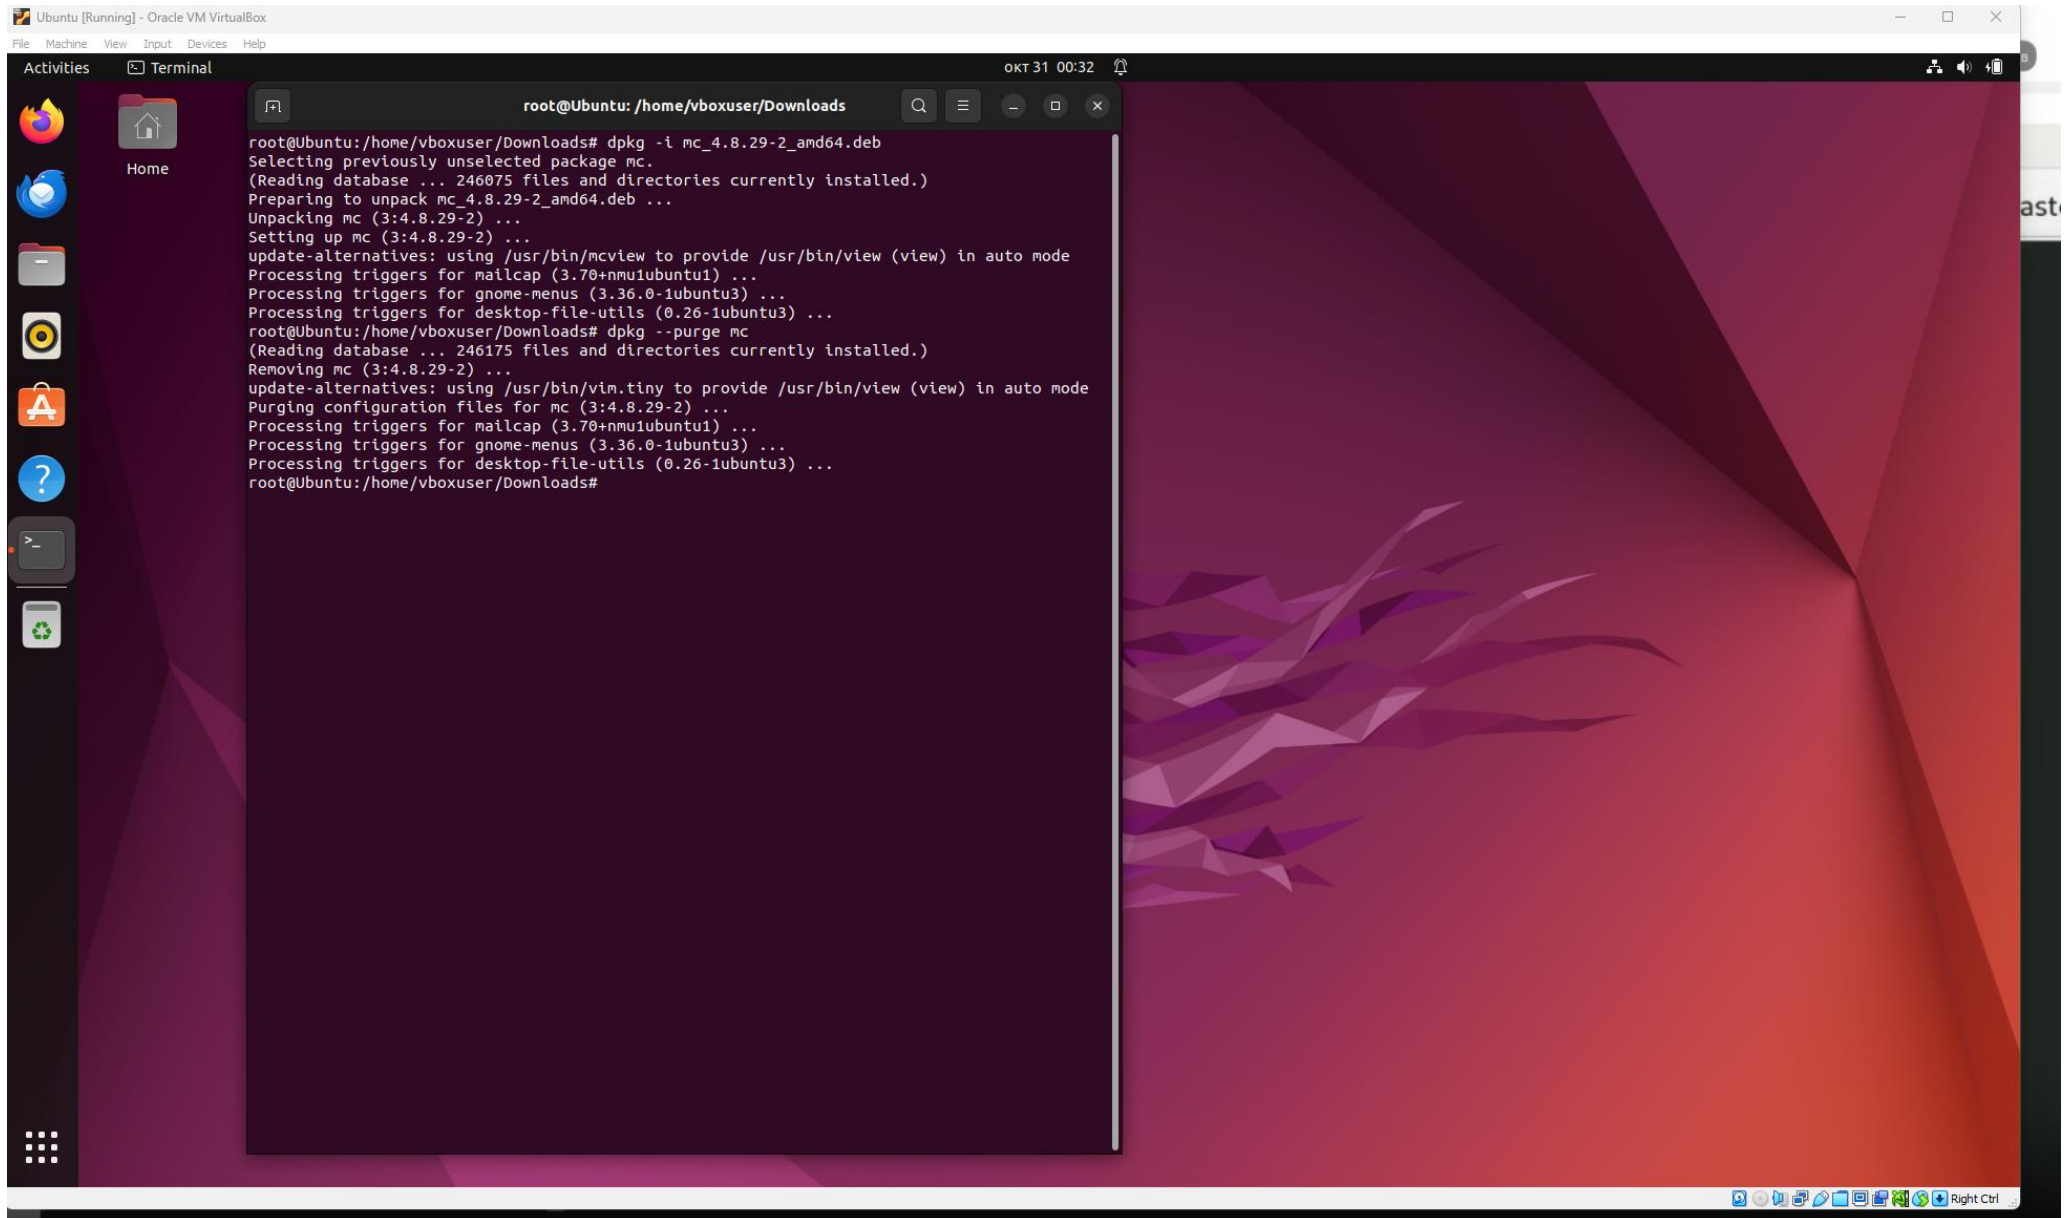 Ubuntu [Running] - Oracle VM VirtualBox
File Machine View Input Devices Help
Activities Terminal окт 31 00:32
Home
root@Ubuntu: /home/vboxuser/Downloads
root@Ubuntu:/home/vboxuser/Downloads# dpkg -i mc_4.8.29-2_amd64.deb
Selecting previously unselected package mc.
(Reading database ... 246075 files and directories currently installed.)
Preparing to unpack mc_4.8.29-2_amd64.deb ...
Unpacking mc (3:4.8.29-2) ...
Setting up mc (3:4.8.29-2) ...
update-alternatives: using /usr/bin/mcview to provide /usr/bin/view (view) in auto mode
Processing triggers for mailcap (3.70+nmu1ubuntu1) ...
Processing triggers for gnome-menus (3.36.0-1ubuntu3) ...
Processing triggers for desktop-file-utils (0.26-1ubuntu3) ...
root@Ubuntu:/home/vboxuser/Downloads# dpkg --purge mc
(Reading database ... 246175 files and directories currently installed.)
Removing mc (3:4.8.29-2) ...
update-alternatives: using /usr/bin/vim.tiny to provide /usr/bin/view (view) in auto mode
Purging configuration files for mc (3:4.8.29-2) ...
Processing triggers for mailcap (3.70+nmu1ubuntu1) ...
Processing triggers for gnome-menus (3.36.0-1ubuntu3) ...
Processing triggers for desktop-file-utils (0.26-1ubuntu3) ...
root@Ubuntu:/home/vboxuser/Downloads#
Right Ctrl